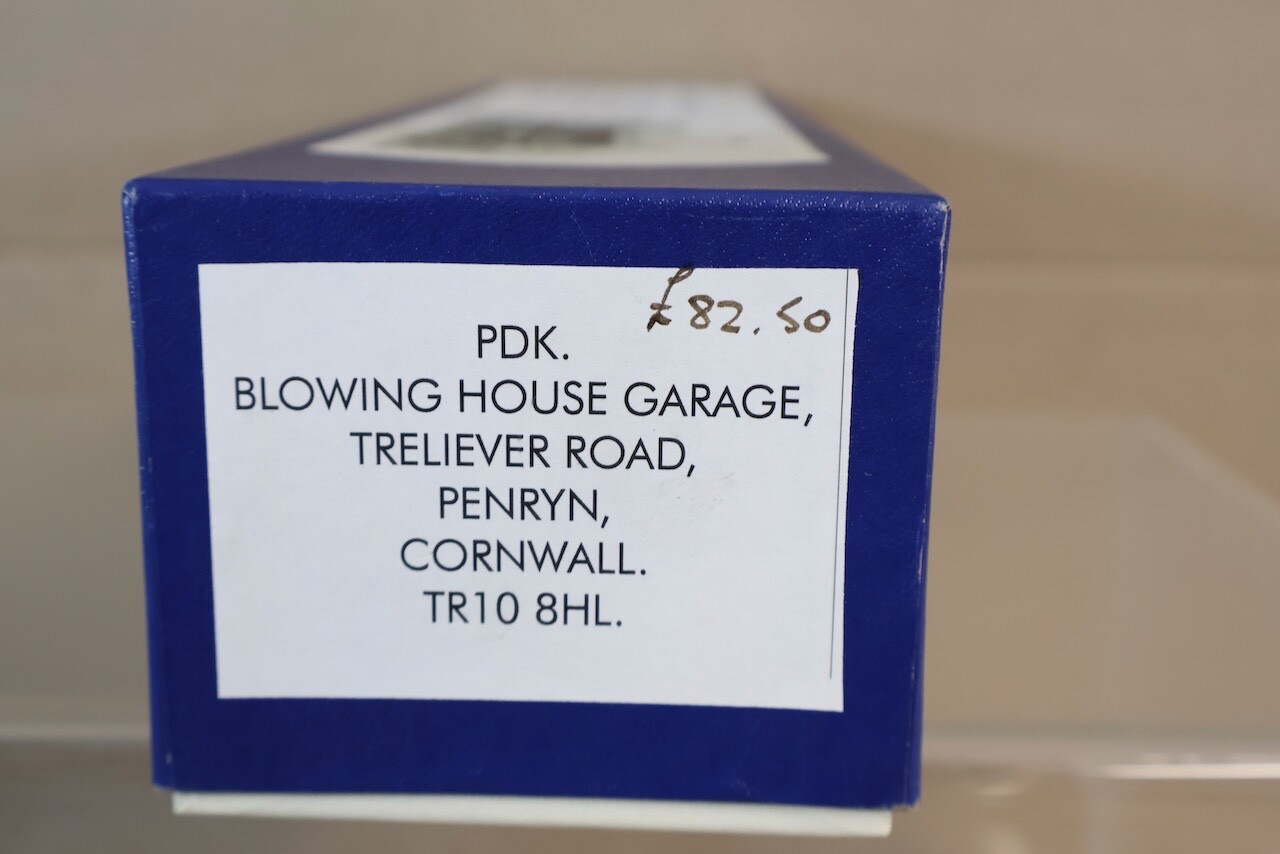 £82.50
PDK.
BLOWING HOUSE GARAGE,
TRELIEVER ROAD,
PENRYN,
CORNWALL.
TR10 8HL.